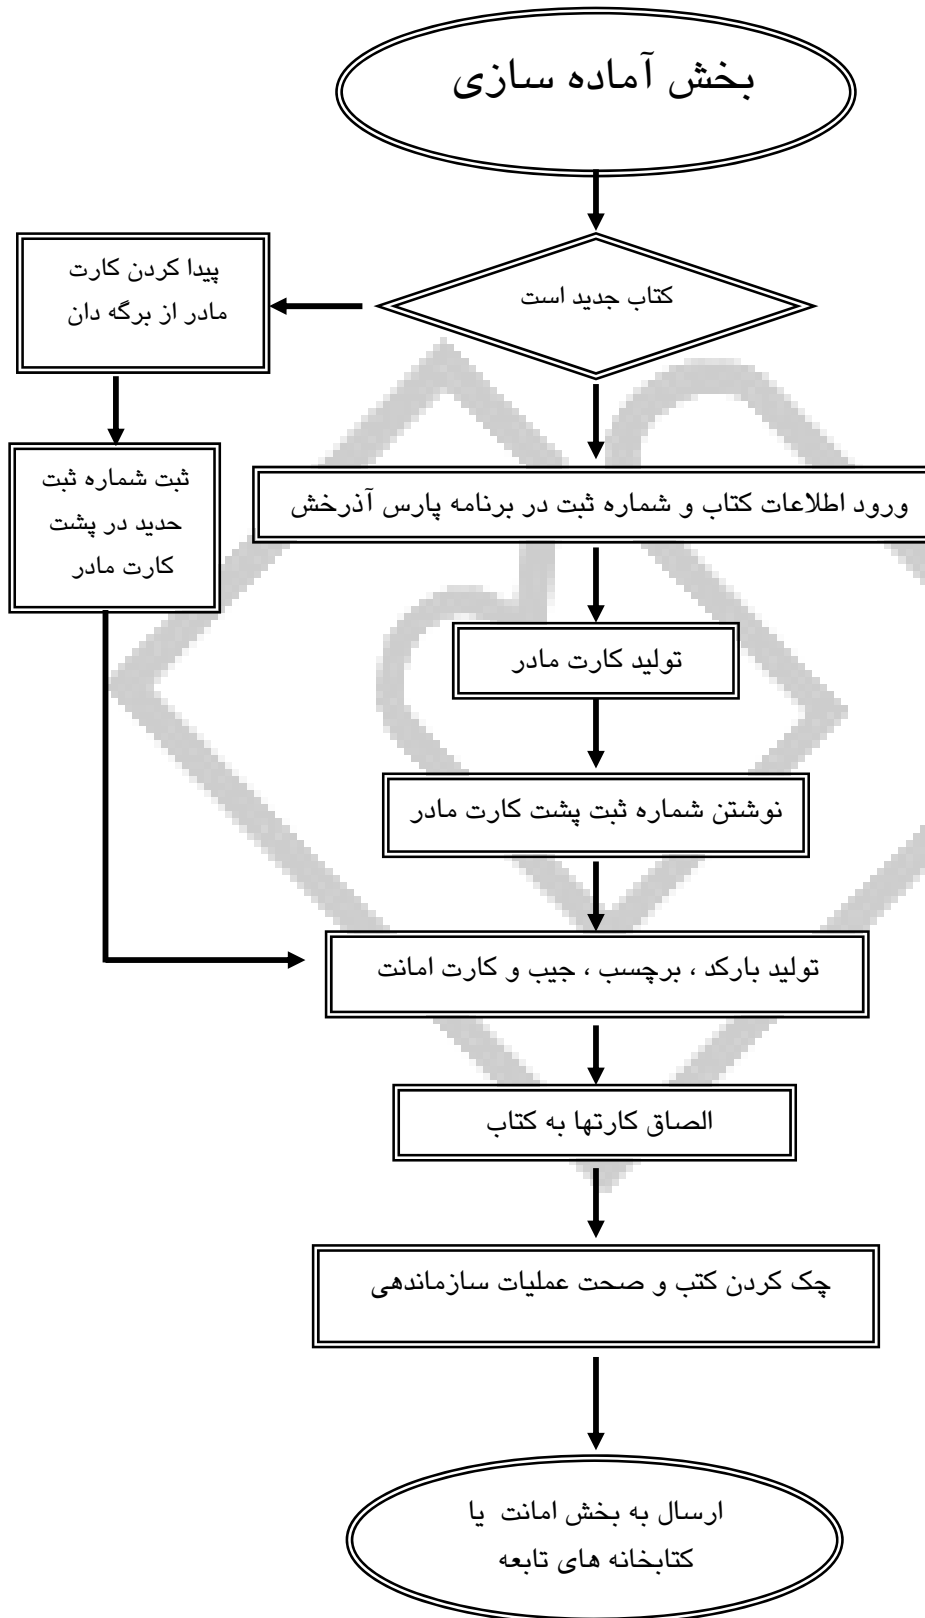 بخش آماده سازی
کتاب جدید است
پیدا کردن کارت
مادر از برگه دان
ثبت شماره ثبت
حدید در پشت
کارت مادر
ورود اطلاعات کتاب و شماره ثبت در برنامه پارس آذرخش
تولید کارت مادر
نوشتن شماره ثبت پشت کارت مادر
تولید بارکد ، برچسب ، جیب و کارت امانت
الصاق کارتها به کتاب
چک کردن کتب و صحت عملیات سازماندهی
ارسال به بخش امانت یا
کتابخانه های تابعه